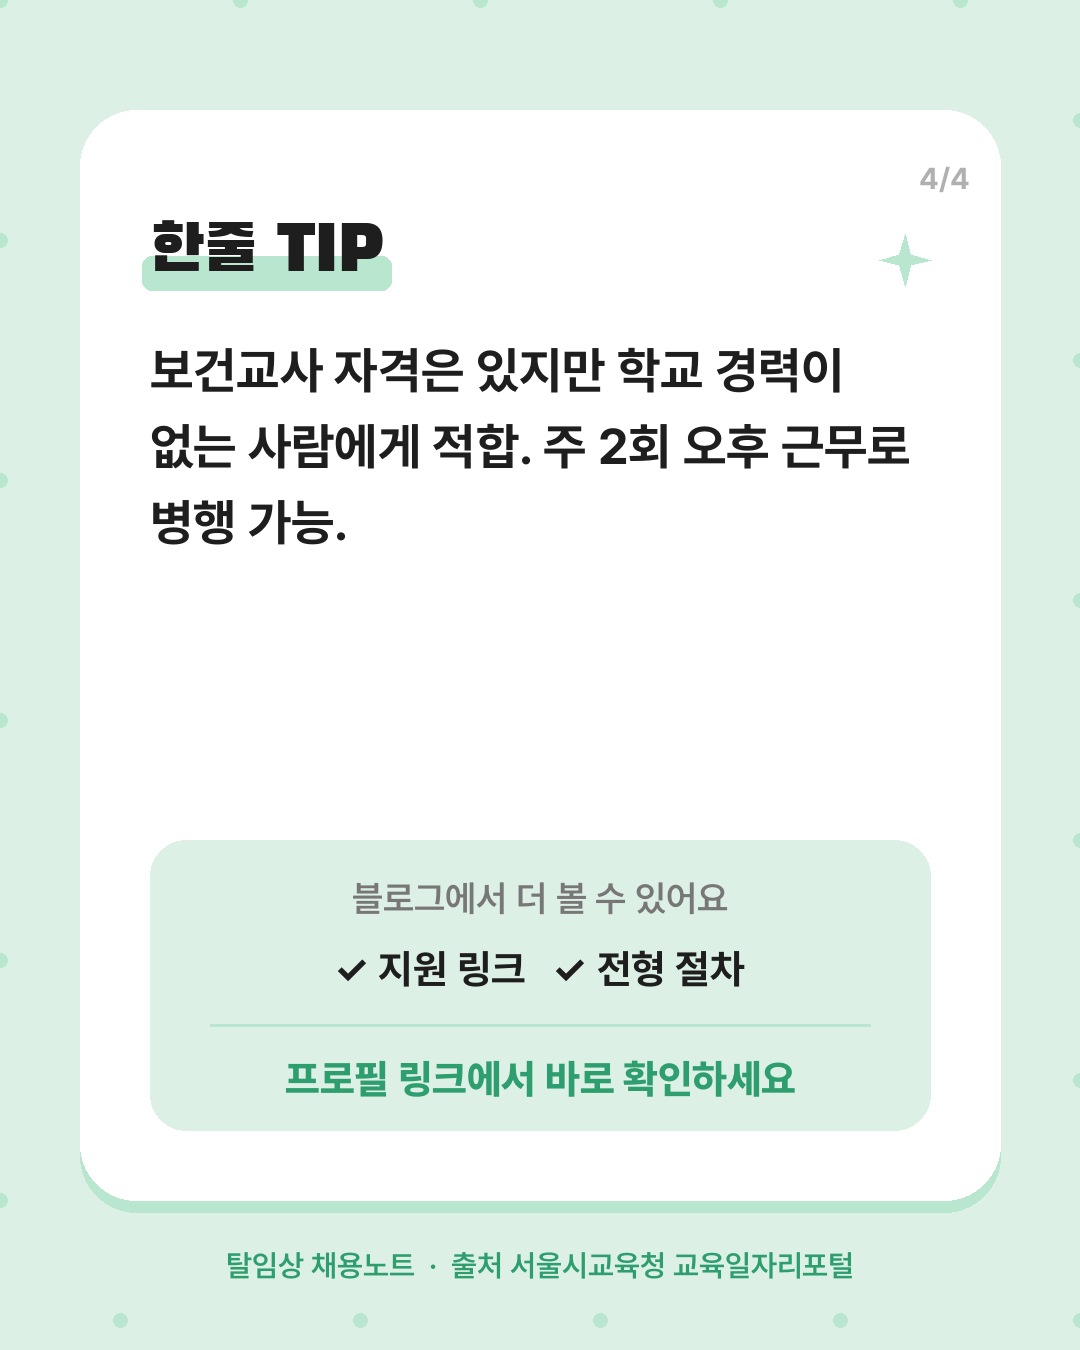 4/4
한줄 TIP
보건교사 자격은 있지만 학교 경력이
없는 사람에게 적합. 주 2회 오후 근무로
병행 가능.
블로그에서 더 볼 수 있어요
✓ 지원 링크 ✓ 전형 절차
프로필 링크에서 바로 확인하세요
탈임상 채용노트 · 출처 서울시교육청 교육일자리포털